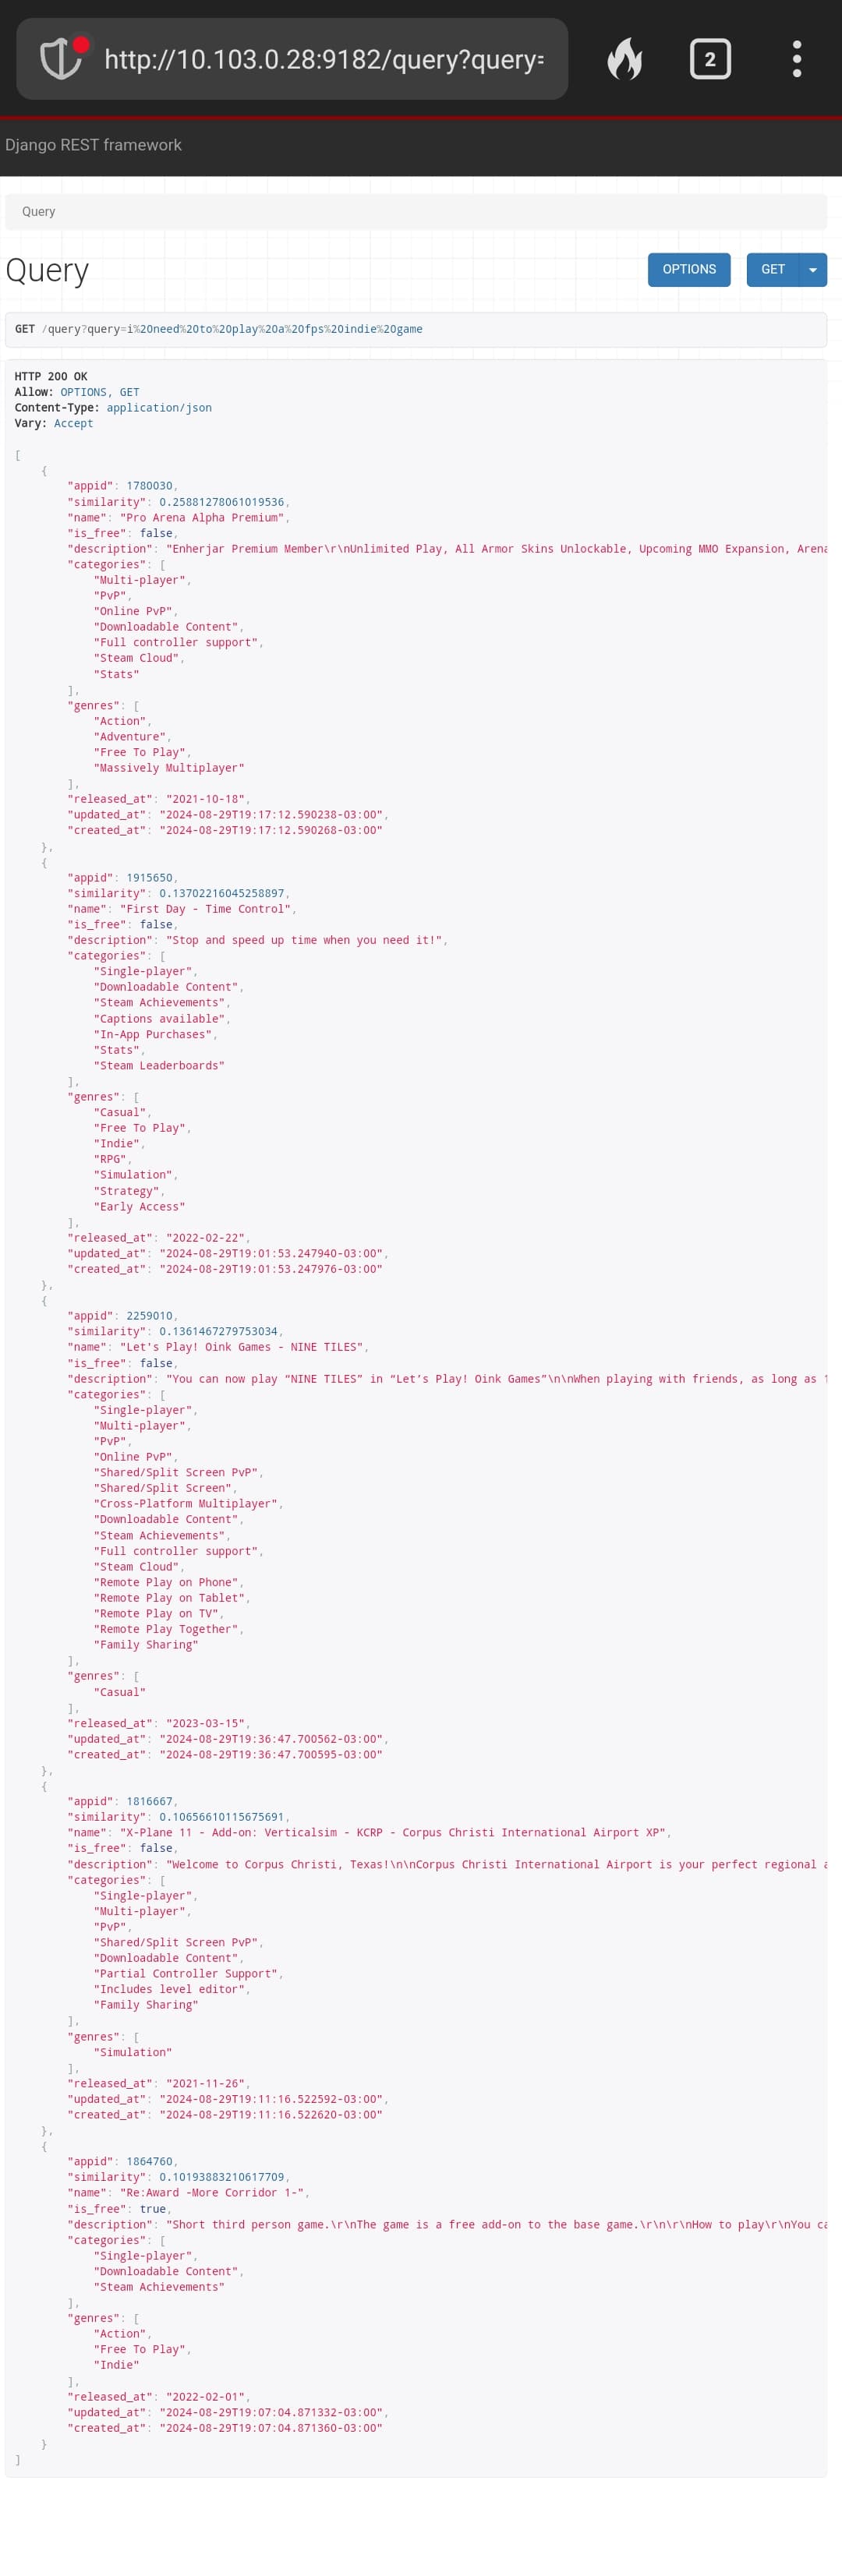 http://10.103.0.28:9182/query?query=
2
Django REST framework
Query
Query
OPTIONS
GET
GET /query?query=i%20need%20to%20play%20a%20fps%20indie%20game
HTTP 200 OK
Allow: OPTIONS, GET
Content-Type: application/json
Vary: Accept
[
    {
        "appid": 1780030,
        "similarity": 0.25881278061019536,
        "name": "Pro Arena Alpha Premium",
        "is_free": false,
        "description": "Enherjar Premium Member\r\nUnlimited Play, All Armor Skins Unlockable, Upcoming MMO Expansion, Arena
        "categories": [
            "Multi-player",
            "PvP",
            "Online PvP",
            "Downloadable Content",
            "Full controller support",
            "Steam Cloud",
            "Stats"
        ],
        "genres": [
            "Action",
            "Adventure",
            "Free To Play",
            "Massively Multiplayer"
        ],
        "released_at": "2021-10-18",
        "updated_at": "2024-08-29T19:17:12.590238-03:00",
        "created_at": "2024-08-29T19:17:12.590268-03:00"
    },
    {
        "appid": 1915650,
        "similarity": 0.13702216045258897,
        "name": "First Day - Time Control",
        "is_free": false,
        "description": "Stop and speed up time when you need it!",
        "categories": [
            "Single-player",
            "Downloadable Content",
            "Steam Achievements",
            "Captions available",
            "In-App Purchases",
            "Stats",
            "Steam Leaderboards"
        ],
        "genres": [
            "Casual",
            "Free To Play",
            "Indie",
            "RPG",
            "Simulation",
            "Strategy",
            "Early Access"
        ],
        "released_at": "2022-02-22",
        "updated_at": "2024-08-29T19:01:53.247940-03:00",
        "created_at": "2024-08-29T19:01:53.247976-03:00"
    },
    {
        "appid": 2259010,
        "similarity": 0.1361467279753034,
        "name": "Let's Play! Oink Games - NINE TILES",
        "is_free": false,
        "description": "You can now play “NINE TILES” in “Let’s Play! Oink Games”\n\nWhen playing with friends, as long as 1
        "categories": [
            "Single-player",
            "Multi-player",
            "PvP",
            "Online PvP",
            "Shared/Split Screen PvP",
            "Shared/Split Screen",
            "Cross-Platform Multiplayer",
            "Downloadable Content",
            "Steam Achievements",
            "Full controller support",
            "Steam Cloud",
            "Remote Play on Phone",
            "Remote Play on Tablet",
            "Remote Play on TV",
            "Remote Play Together",
            "Family Sharing"
        ],
        "genres": [
            "Casual"
        ],
        "released_at": "2023-03-15",
        "updated_at": "2024-08-29T19:36:47.700562-03:00",
        "created_at": "2024-08-29T19:36:47.700595-03:00"
    },
    {
        "appid": 1816667,
        "similarity": 0.10656610115675691,
        "name": "X-Plane 11 - Add-on: Verticalsim - KCRP - Corpus Christi International Airport XP",
        "is_free": false,
        "description": "Welcome to Corpus Christi, Texas!\n\nCorpus Christi International Airport is your perfect regional a
        "categories": [
            "Single-player",
            "Multi-player",
            "PvP",
            "Shared/Split Screen PvP",
            "Downloadable Content",
            "Partial Controller Support",
            "Includes level editor",
            "Family Sharing"
        ],
        "genres": [
            "Simulation"
        ],
        "released_at": "2021-11-26",
        "updated_at": "2024-08-29T19:11:16.522592-03:00",
        "created_at": "2024-08-29T19:11:16.522620-03:00"
    },
    {
        "appid": 1864760,
        "similarity": 0.10193883210617709,
        "name": "Re:Award -More Corridor 1-",
        "is_free": true,
        "description": "Short third person game.\r\nThe game is a free add-on to the base game.\r\n\r\nHow to play\r\nYou ca
        "categories": [
            "Single-player",
            "Downloadable Content",
            "Steam Achievements"
        ],
        "genres": [
            "Action",
            "Free To Play",
            "Indie"
        ],
        "released_at": "2022-02-01",
        "updated_at": "2024-08-29T19:07:04.871332-03:00",
        "created_at": "2024-08-29T19:07:04.871360-03:00"
    }
]